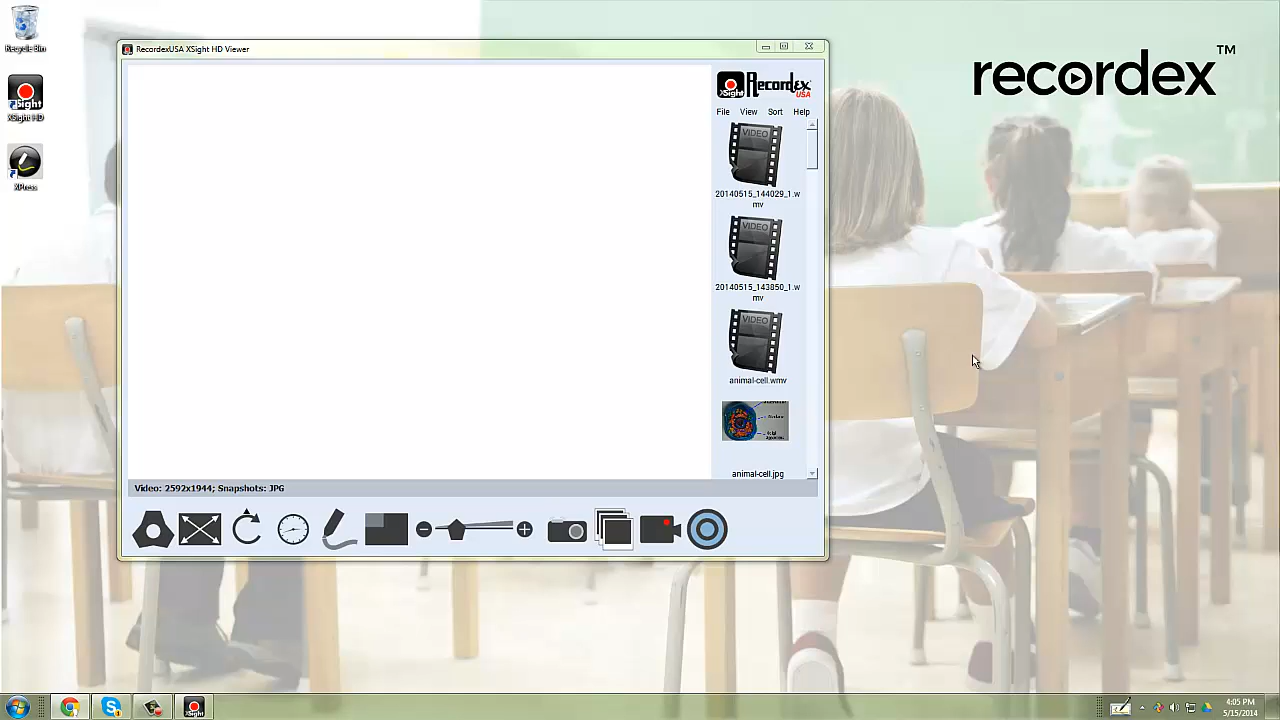 Recycle Bin
XSight HD
XPress
RecordexUSA XSight HD Viewer
recordex™
XSight Recordex USA
File View Sort Help
VIDEO
20140515_144029_1.w
mv
VIDEO
20140515_143850_1.w
mv
VIDEO
animal-cell.wmv
animal-cell.jpg
Video: 2592x1944; Snapshots: JPG
4:05 PM
5/15/2014